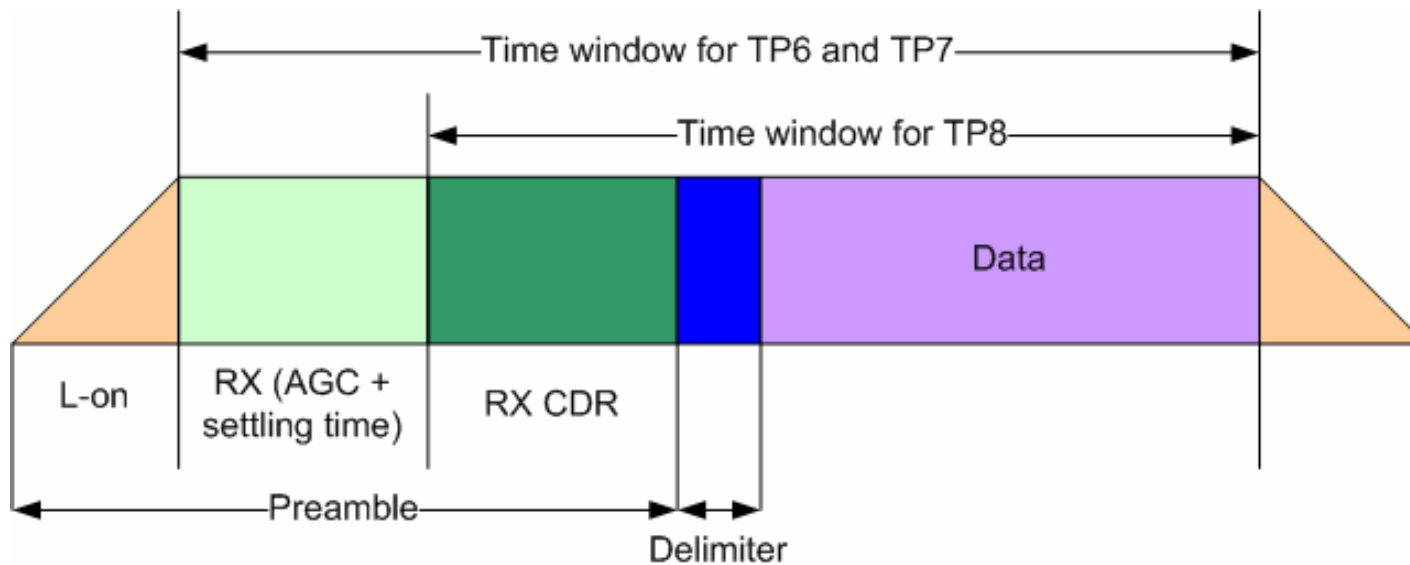 Time window for TP6 and TP7
Time window for TP8
Data
L-on
RX (AGC +
settling time)
RX CDR
Preamble
Delimiter